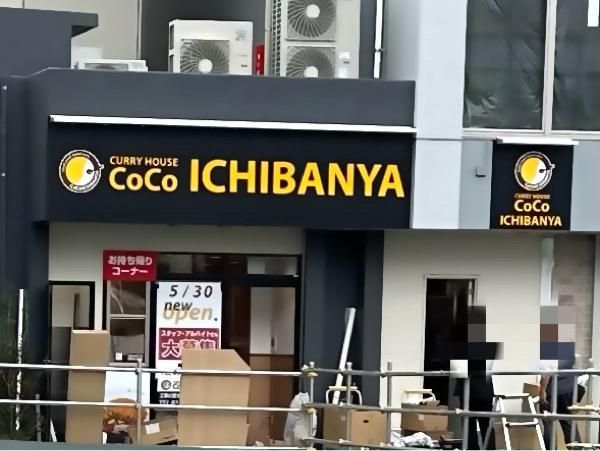 CURRY HOUSE
CoCo ICHIBANYA
CURRY HOUSE
CoCo
ICHIBANYA
お持ち帰り
コーナー
5/30
new
open.
スタッフ・アルバイトさん
大募集